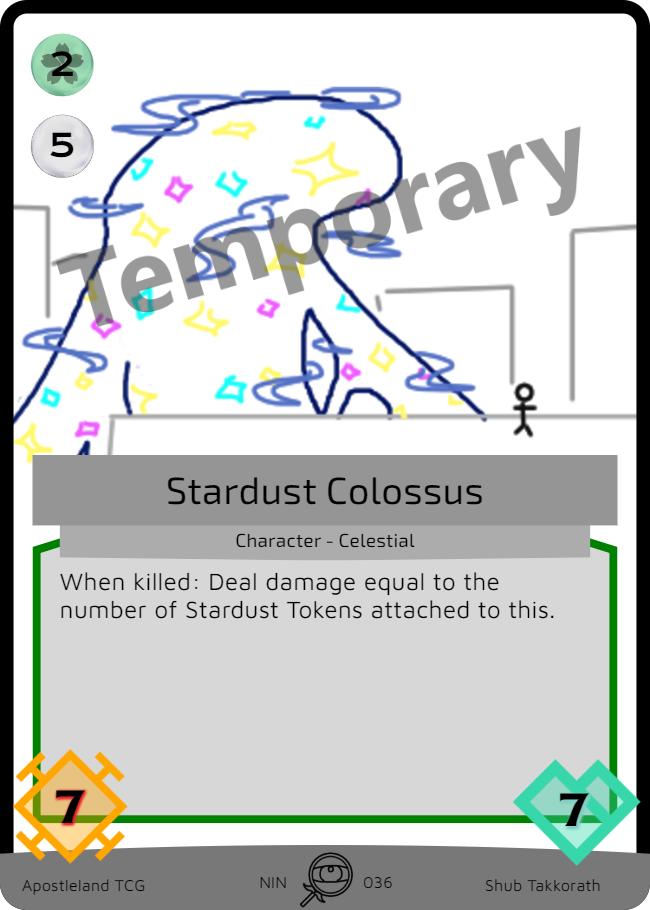 2
5
Temporary
Stardust Colossus
Character - Celestial
When killed: Deal damage equal to the
number of Stardust Tokens attached to this.
7
7
Apostleland TCG
NIN
036
Shub Takkorath